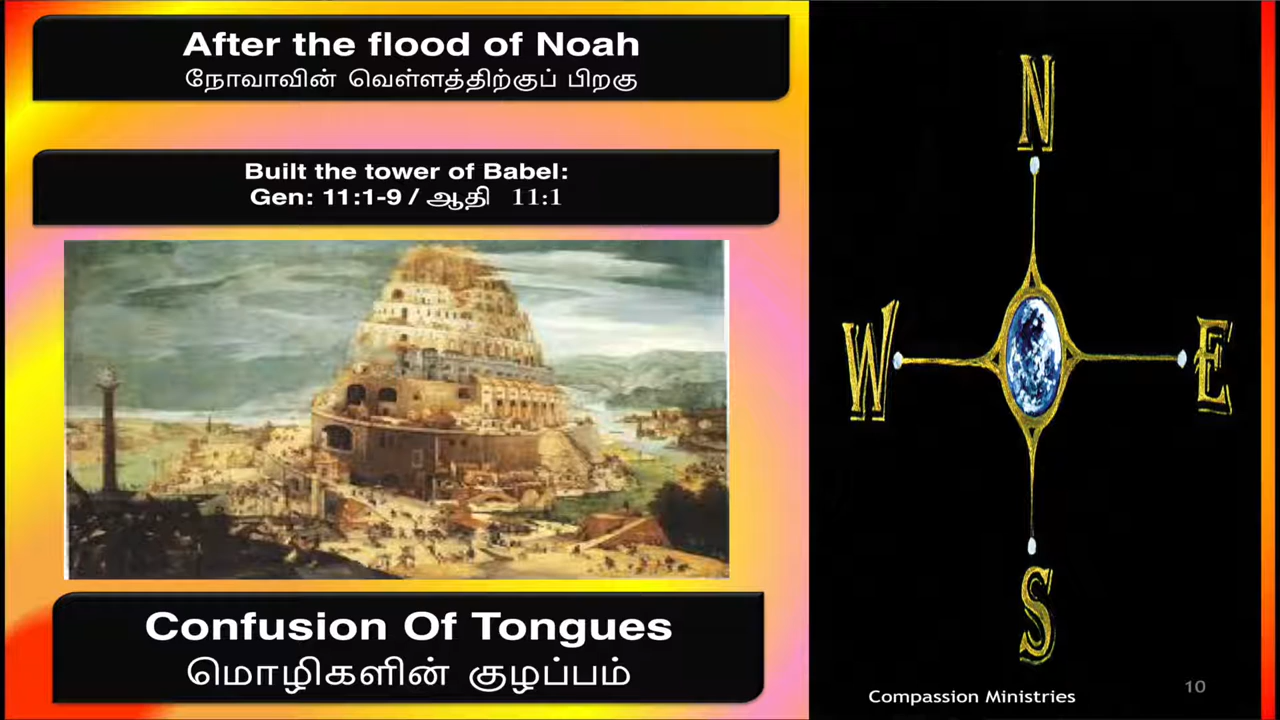 After the flood of Noah
நோவாவின் வெள்ளத்திற்குப் பிறகு
Built the tower of Babel:
Gen: 11:1-9 / ஆதி 11:1
Confusion Of Tongues
மொழிகளின் குழப்பம்
N
W
E
S
Compassion Ministries
10